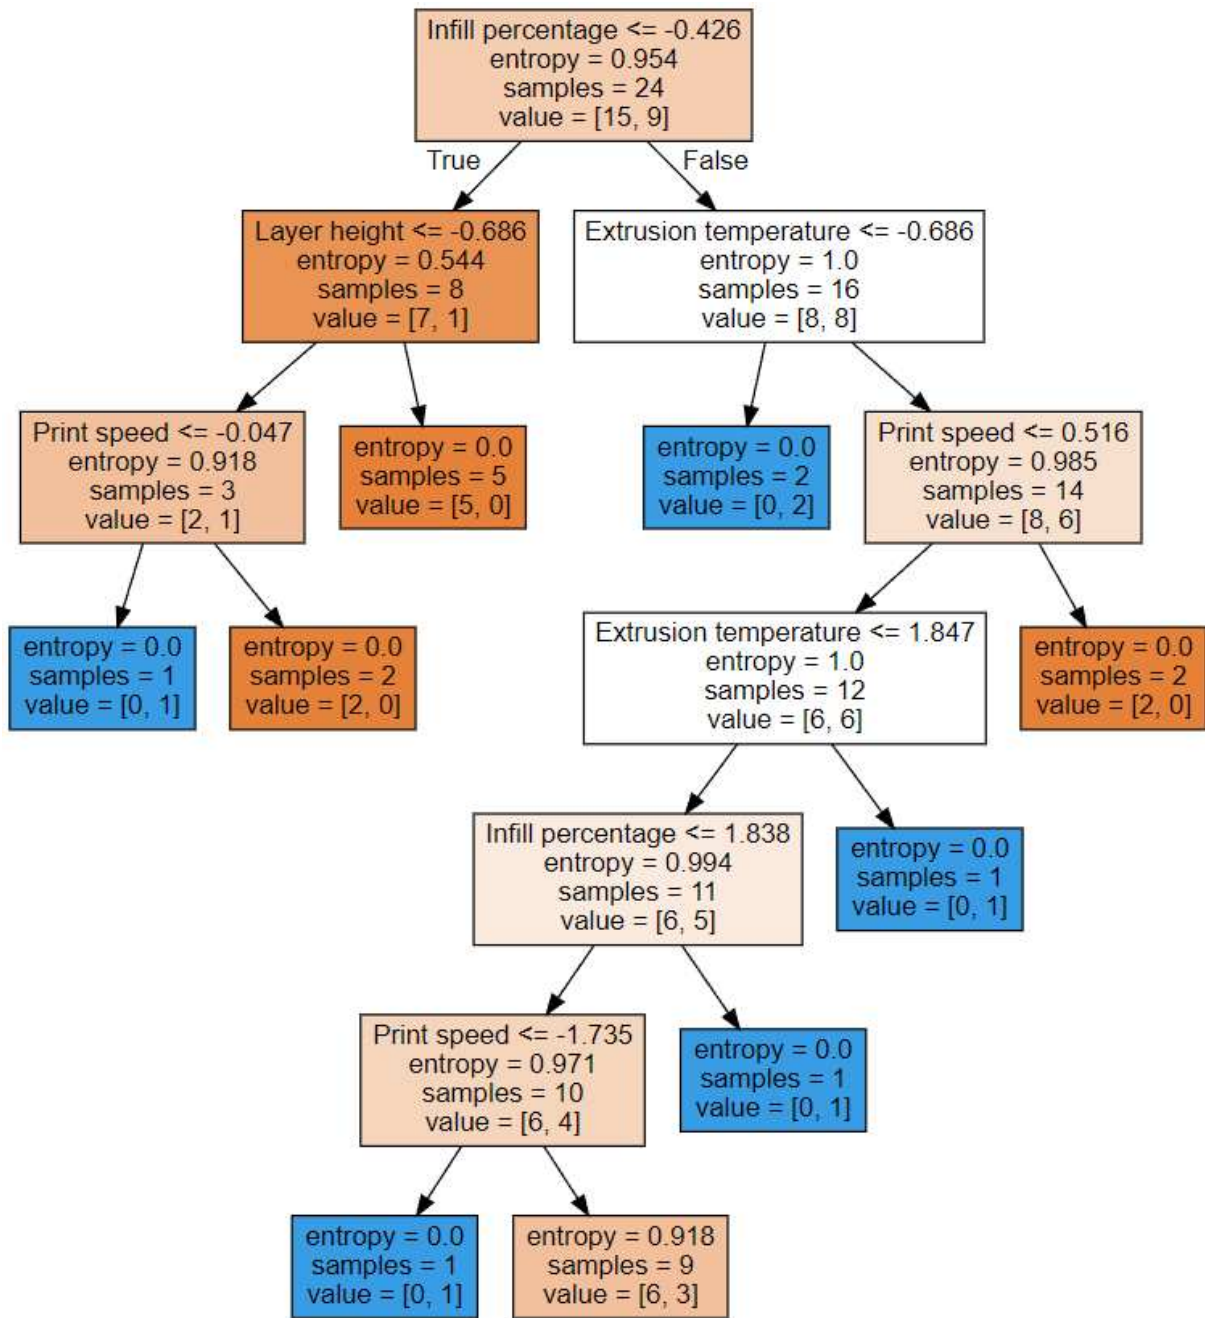 Infill percentage <= -0.426
entropy = 0.954
samples = 24
value = [15, 9]
True
False
Layer height <= -0.686
entropy = 0.544
samples = 8
value = [7, 1]
Extrusion temperature <= -0.686
entropy = 1.0
samples = 16
value = [8, 8]
Print speed <= -0.047
entropy = 0.918
samples = 3
value = [2, 1]
entropy = 0.0
samples = 5
value = [5, 0]
entropy = 0.0
samples = 2
value = [0, 2]
Print speed <= 0.516
entropy = 0.985
samples = 14
value = [8, 6]
entropy = 0.0
samples = 1
value = [0, 1]
entropy = 0.0
samples = 2
value = [2, 0]
Extrusion temperature <= 1.847
entropy = 1.0
samples = 12
value = [6, 6]
entropy = 0.0
samples = 2
value = [2, 0]
Infill percentage <= 1.838
entropy = 0.994
samples = 11
value = [6, 5]
entropy = 0.0
samples = 1
value = [0, 1]
Print speed <= -1.735
entropy = 0.971
samples = 10
value = [6, 4]
entropy = 0.0
samples = 1
value = [0, 1]
entropy = 0.0
samples = 1
value = [0, 1]
entropy = 0.918
samples = 9
value = [6, 3]